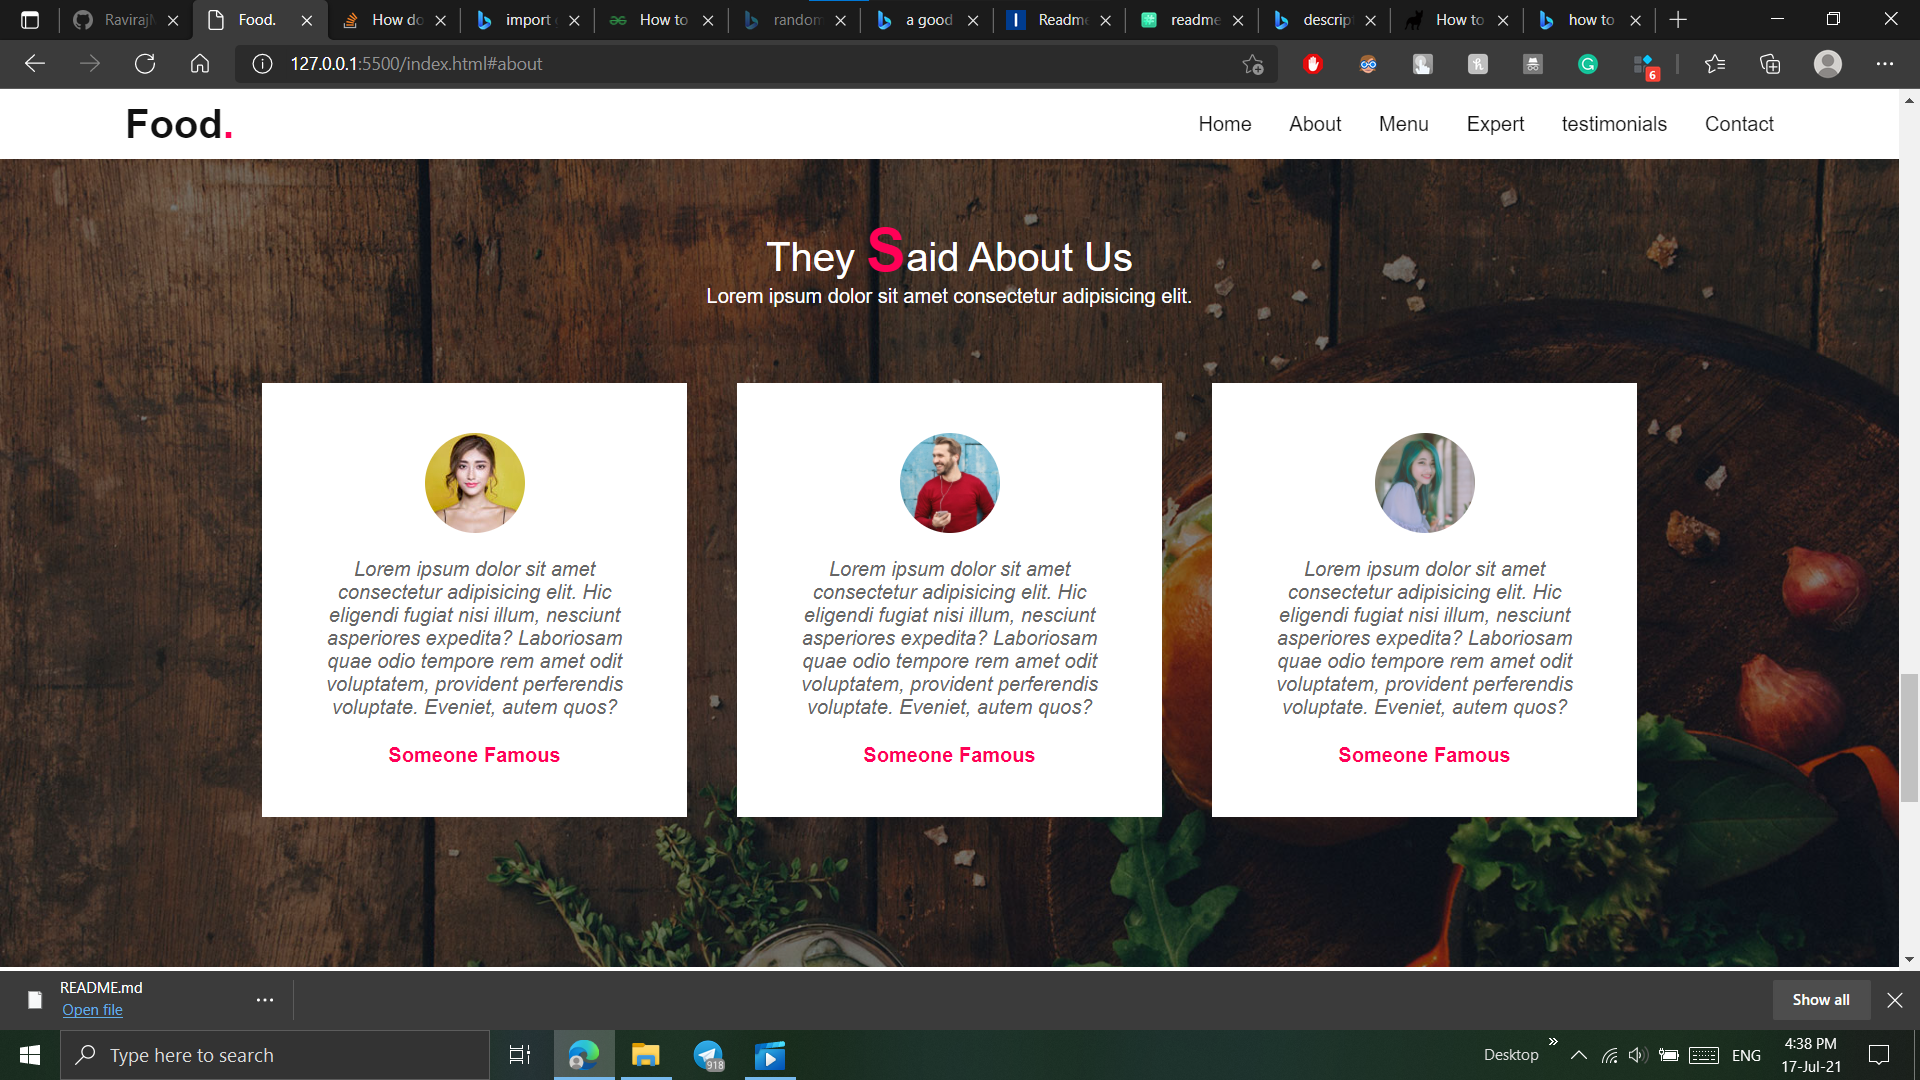 Raviraj
Food.
How do
import
How to
random
a good
Readme
readme
descrip
How to
how to
127.0.0.1:5500/index.html#about
6
Food.
Home
About
Menu
Expert
testimonials
Contact
They Said About Us
Lorem ipsum dolor sit amet consectetur adipisicing elit.
Lorem ipsum dolor sit amet
consectetur adipisicing elit. Hic
eligendi fugiat nisi illum, nesciunt
asperiores expedita? Laboriosam
quae odio tempore rem amet odit
voluptatem, provident perferendis
voluptate. Eveniet, autem quos?
Someone Famous
Lorem ipsum dolor sit amet
consectetur adipisicing elit. Hic
eligendi fugiat nisi illum, nesciunt
asperiores expedita? Laboriosam
quae odio tempore rem amet odit
voluptatem, provident perferendis
voluptate. Eveniet, autem quos?
Someone Famous
Lorem ipsum dolor sit amet
consectetur adipisicing elit. Hic
eligendi fugiat nisi illum, nesciunt
asperiores expedita? Laboriosam
quae odio tempore rem amet odit
voluptatem, provident perferendis
voluptate. Eveniet, autem quos?
Someone Famous
README.md
Open file
Show all
Type here to search
918
Desktop
ENG
4:38 PM
17-Jul-21